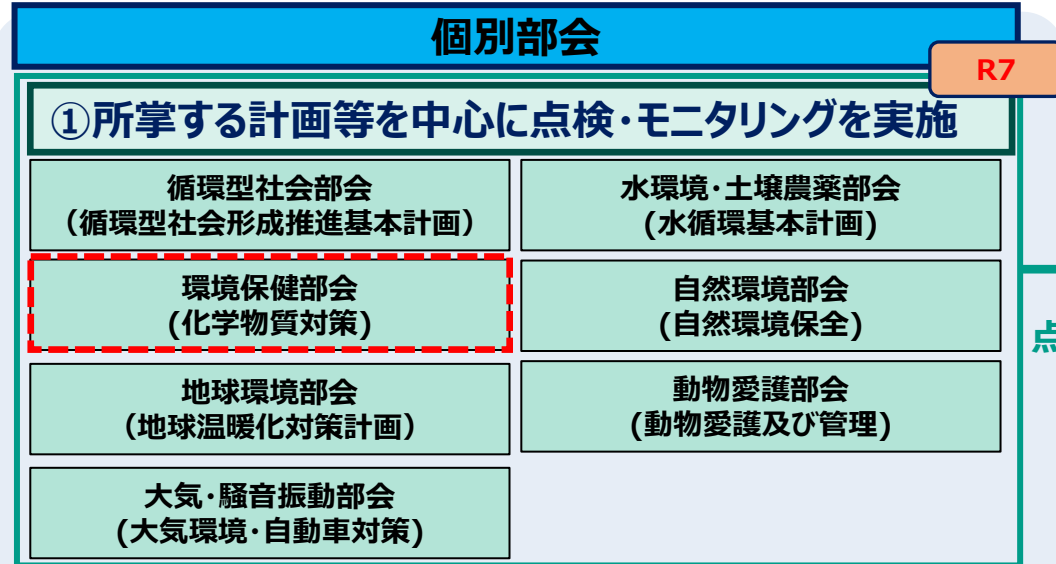 個別部会
R7
①所掌する計画等を中心に点検・モニタリングを実施
循環型社会部会
（循環型社会形成推進基本計画）
水環境・土壌農薬部会
(水循環基本計画)
環境保健部会
(化学物質対策)
自然環境部会
(自然環境保全)
地球環境部会
（地球温暖化対策計画）
動物愛護部会
(動物愛護及び管理)
大気・騒音振動部会
(大気環境・自動車対策)
点